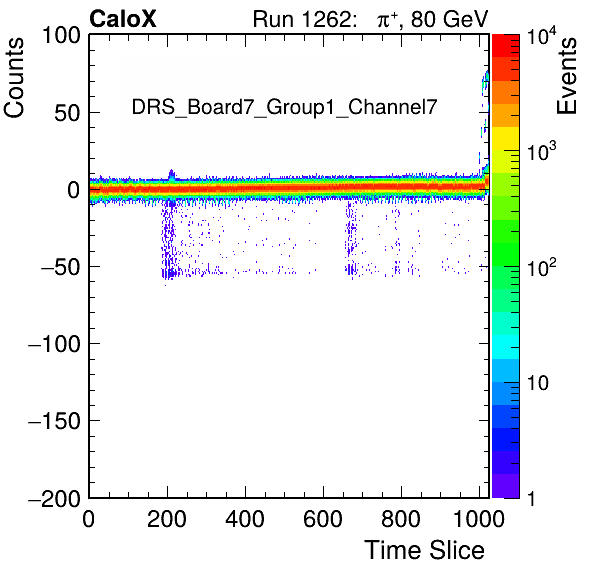 CaloX Run 1262: π⁺, 80 GeV
Counts
Events
DRS_Board7_Group1_Channel7
100
50
0
−50
−100
−150
−200
0 200 400 600 800 1000
Time Slice
10⁴
10³
10²
10
1